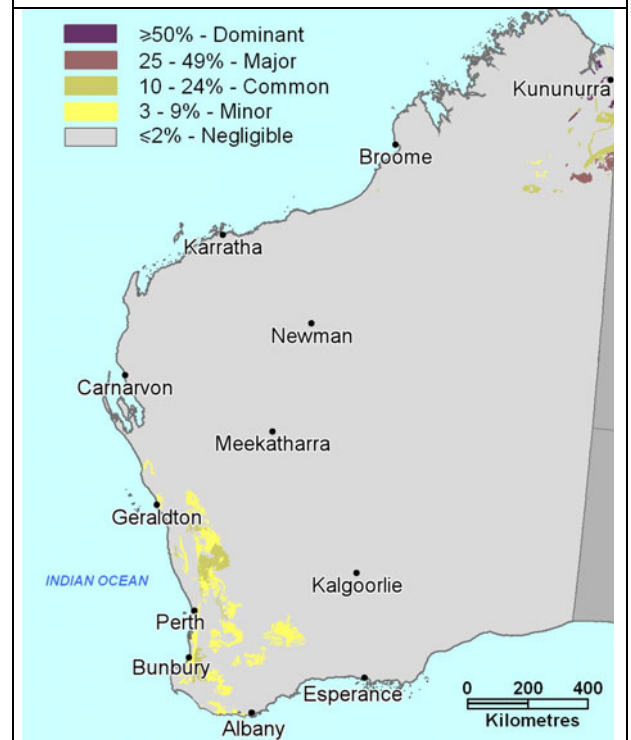 ≥50% - Dominant
25 - 49% - Major
10 - 24% - Common
3 - 9% - Minor
≤2% - Negligible
Kununurra
Broome
Karratha
Newman
Carnarvon
Meekatharra
Geraldton
INDIAN OCEAN
Kalgoorlie
Perth
Bunbury
Esperance
Albany
0 200 400
Kilometres